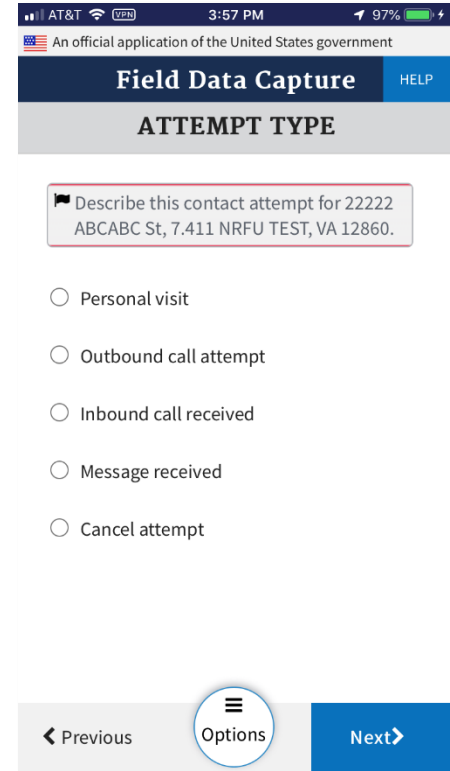 AT&T VPN 3:57 PM 97%
An official application of the United States government
Field Data Capture HELP
ATTEMPT TYPE
Describe this contact attempt for 22222
ABCABC St, 7.411 NRFU TEST, VA 12860.
Personal visit
Outbound call attempt
Inbound call received
Message received
Cancel attempt
Previous Options Next